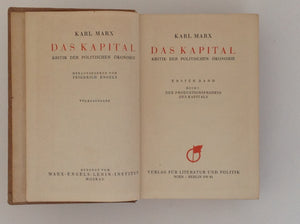 KARL MARX
DAS KAPITAL
KRITIK DER POLITISCHEN ÖKONOMIE
HERAUSGEGEBEN VON
FRIEDRICH ENGELS
VOLKSAUSGABE
BESORGT VOM
MARX-ENGELS-LENIN-INSTITUT
MOSKAU
KARL MARX
DAS KAPITAL
KRITIK DER POLITISCHEN ÖKONOMIE
ERSTER BAND
BUCH I
DER PRODUKTIONSPROZESS
DES KAPITALS
VERLAG FÜR LITERATUR UND POLITIK
WIEN – BERLIN